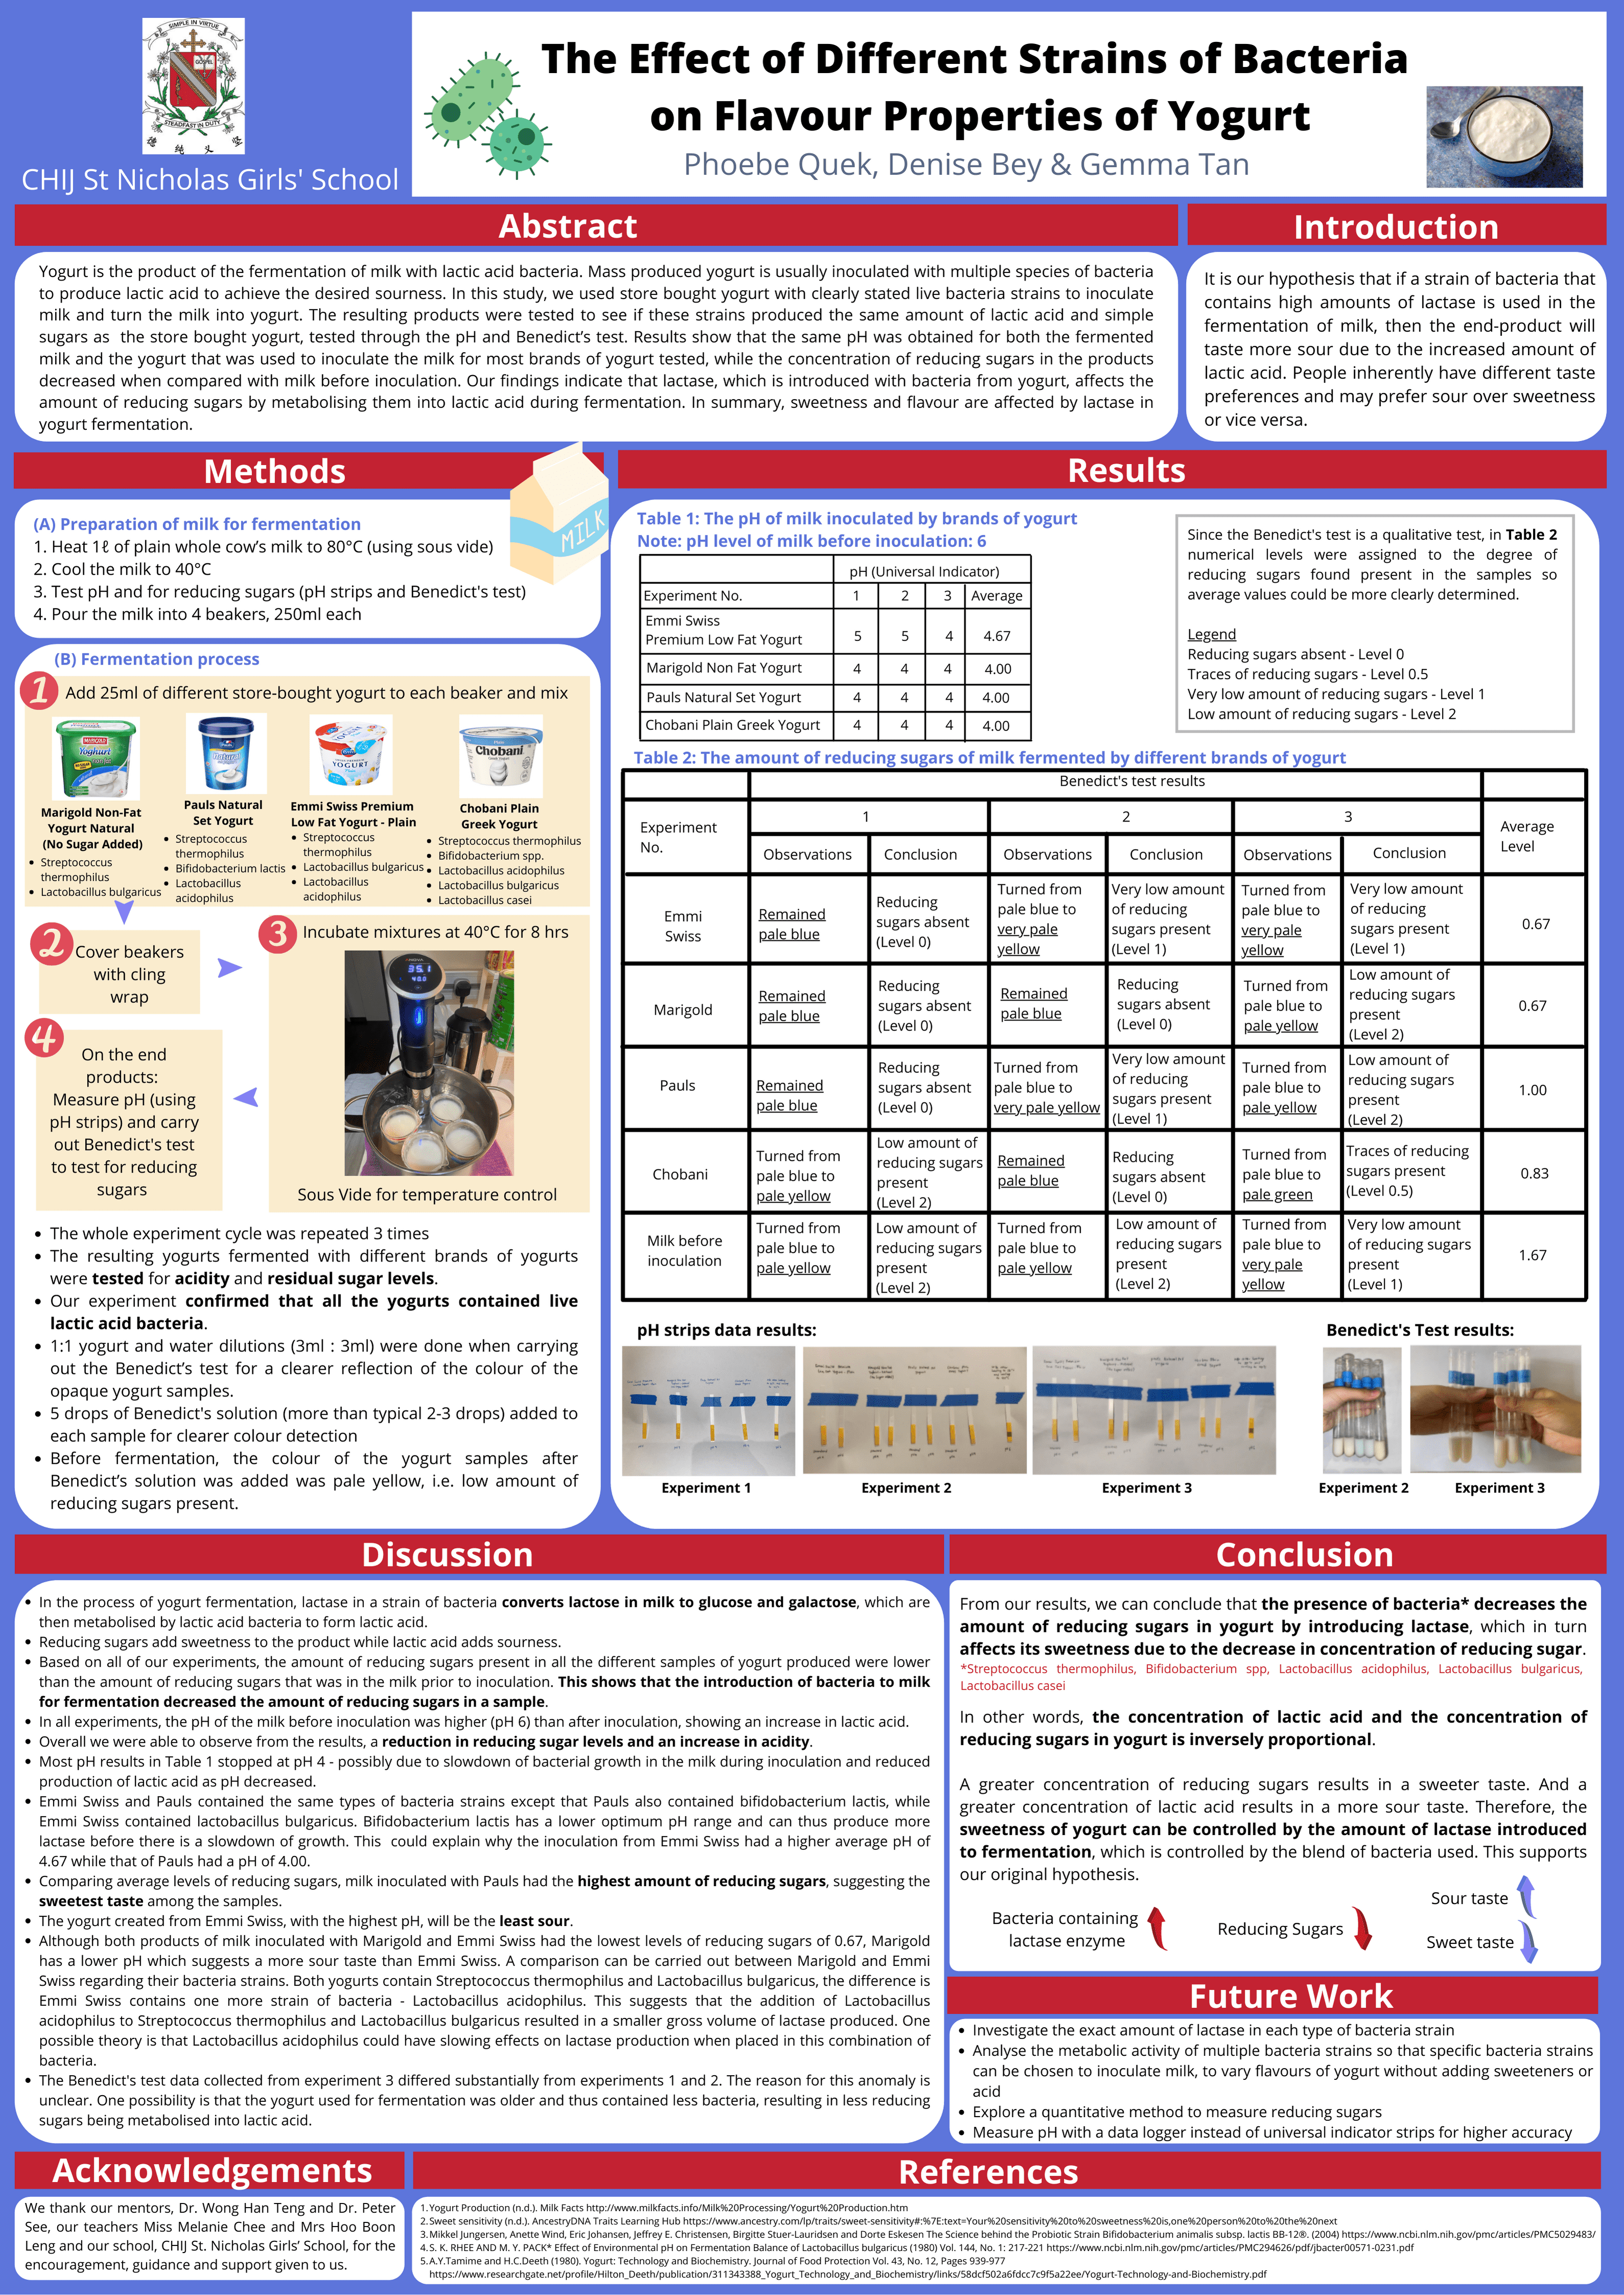 SIMPLE IN VIRTUE
GOSPEL
STEADFAST IN DUTY
CHIJ St Nicholas Girls' School
The Effect of Different Strains of Bacteria
on Flavour Properties of Yogurt
Phoebe Quek, Denise Bey & Gemma Tan
Abstract
Yogurt is the product of the fermentation of milk with lactic acid bacteria. Mass produced yogurt is usually inoculated with multiple species of bacteria
to produce lactic acid to achieve the desired sourness. In this study, we used store bought yogurt with clearly stated live bacteria strains to inoculate
milk and turn the milk into yogurt. The resulting products were tested to see if these strains produced the same amount of lactic acid and simple
sugars as the store bought yogurt, tested through the pH and Benedict's test. Results show that the same pH was obtained for both the fermented
milk and the yogurt that was used to inoculate the milk for most brands of yogurt tested, while the concentration of reducing sugars in the products
decreased when compared with milk before inoculation. Our findings indicate that lactase, which is introduced with bacteria from yogurt, affects the
amount of reducing sugars by metabolising them into lactic acid during fermentation. In summary, sweetness and flavour are affected by lactase in
yogurt fermentation.
Introduction
It is our hypothesis that if a strain of bacteria that
contains high amounts of lactase is used in the
fermentation of milk, then the end-product will
taste more sour due to the increased amount of
lactic acid. People inherently have different taste
preferences and may prefer sour over sweetness
or vice versa.
Methods
MILK
(A) Preparation of milk for fermentation
1. Heat 1ℓ of plain whole cow's milk to 80°C (using sous vide)
2. Cool the milk to 40°C
3. Test pH and for reducing sugars (pH strips and Benedict's test)
4. Pour the milk into 4 beakers, 250ml each
(B) Fermentation process
1 Add 25ml of different store-bought yogurt to each beaker and mix
MARIGOLD
Yoghurt
Pauls
Natural
YOGURT
Chobani
Marigold Non-Fat
Yogurt Natural
(No Sugar Added)
• Streptococcus
thermophilus
• Lactobacillus bulgaricus
Pauls Natural
Set Yogurt
• Streptococcus
thermophilus
• Bifidobacterium lactis
• Lactobacillus
acidophilus
Emmi Swiss Premium
Low Fat Yogurt - Plain
• Streptococcus
thermophilus
• Lactobacillus bulgaricus
• Lactobacillus
acidophilus
Chobani Plain
Greek Yogurt
• Streptococcus thermophilus
• Bifidobacterium spp.
• Lactobacillus acidophilus
• Lactobacillus bulgaricus
• Lactobacillus casei
2 Cover beakers
with cling
wrap
3 Incubate mixtures at 40°C for 8 hrs
35.1
40.0
Sous Vide for temperature control
4 On the end
products:
Measure pH (using
pH strips) and carry
out Benedict's test
to test for reducing
sugars
• The whole experiment cycle was repeated 3 times
• The resulting yogurts fermented with different brands of yogurts
were tested for acidity and residual sugar levels.
• Our experiment confirmed that all the yogurts contained live
lactic acid bacteria.
• 1:1 yogurt and water dilutions (3ml : 3ml) were done when carrying
out the Benedict's test for a clearer reflection of the colour of the
opaque yogurt samples.
• 5 drops of Benedict's solution (more than typical 2-3 drops) added to
each sample for clearer colour detection
• Before fermentation, the colour of the yogurt samples after
Benedict's solution was added was pale yellow, i.e. low amount of
reducing sugars present.
Results
Table 1: The pH of milk inoculated by brands of yogurt
Note: pH level of milk before inoculation: 6
pH (Universal Indicator)
Experiment No. 1 2 3 Average
Emmi Swiss
Premium Low Fat Yogurt 5 5 4 4.67
Marigold Non Fat Yogurt 4 4 4 4.00
Pauls Natural Set Yogurt 4 4 4 4.00
Chobani Plain Greek Yogurt 4 4 4 4.00
Since the Benedict's test is a qualitative test, in Table 2
numerical levels were assigned to the degree of
reducing sugars found present in the samples so
average values could be more clearly determined.
Legend
Reducing sugars absent - Level 0
Traces of reducing sugars - Level 0.5
Very low amount of reducing sugars - Level 1
Low amount of reducing sugars - Level 2
Table 2: The amount of reducing sugars of milk fermented by different brands of yogurt
Benedict's test results
Experiment
No.
1
2
3
Average
Level
Observations Conclusion Observations Conclusion Observations Conclusion
Emmi
Swiss
Remained
pale blue
Reducing
sugars absent
(Level 0)
Turned from
pale blue to
very pale
yellow
Very low amount
of reducing
sugars present
(Level 1)
Turned from
pale blue to
very pale
yellow
Very low amount
of reducing
sugars present
(Level 1)
0.67
Marigold
Remained
pale blue
Reducing
sugars absent
(Level 0)
Remained
pale blue
Reducing
sugars absent
(Level 0)
Turned from
pale blue to
pale yellow
Low amount of
reducing sugars
present
(Level 2)
0.67
Pauls
Remained
pale blue
Reducing
sugars absent
(Level 0)
Turned from
pale blue to
very pale yellow
Very low amount
of reducing
sugars present
(Level 1)
Turned from
pale blue to
pale yellow
Low amount of
reducing sugars
present
(Level 2)
1.00
Chobani
Turned from
pale blue to
pale yellow
Low amount of
reducing sugars
present
(Level 2)
Remained
pale blue
Reducing
sugars absent
(Level 0)
Turned from
pale blue to
pale green
Traces of reducing
sugars present
(Level 0.5)
0.83
Milk before
inoculation
Turned from
pale blue to
pale yellow
Low amount of
reducing sugars
present
(Level 2)
Turned from
pale blue to
pale yellow
Low amount of
reducing sugars
present
(Level 2)
Turned from
pale blue to
very pale
yellow
Very low amount
of reducing sugars
present
(Level 1)
1.67
pH strips data results:
Benedict's Test results:
Experiment 1
Experiment 2
Experiment 3
Experiment 2
Experiment 3
Discussion
• In the process of yogurt fermentation, lactase in a strain of bacteria converts lactose in milk to glucose and galactose, which are
then metabolised by lactic acid bacteria to form lactic acid.
• Reducing sugars add sweetness to the product while lactic acid adds sourness.
• Based on all of our experiments, the amount of reducing sugars present in all the different samples of yogurt produced were lower
than the amount of reducing sugars that was in the milk prior to inoculation. This shows that the introduction of bacteria to milk
for fermentation decreased the amount of reducing sugars in a sample.
• In all experiments, the pH of the milk before inoculation was higher (pH 6) than after inoculation, showing an increase in lactic acid.
• Overall we were able to observe from the results, a reduction in reducing sugar levels and an increase in acidity.
• Most pH results in Table 1 stopped at pH 4 - possibly due to slowdown of bacterial growth in the milk during inoculation and reduced
production of lactic acid as pH decreased.
• Emmi Swiss and Pauls contained the same types of bacteria strains except that Pauls also contained bifidobacterium lactis, while
Emmi Swiss contained lactobacillus bulgaricus. Bifidobacterium lactis has a lower optimum pH range and can thus produce more
lactase before there is a slowdown of growth. This could explain why the inoculation from Emmi Swiss had a higher average pH of
4.67 while that of Pauls had a pH of 4.00.
• Comparing average levels of reducing sugars, milk inoculated with Pauls had the highest amount of reducing sugars, suggesting the
sweetest taste among the samples.
• The yogurt created from Emmi Swiss, with the highest pH, will be the least sour.
• Although both products of milk inoculated with Marigold and Emmi Swiss had the lowest levels of reducing sugars of 0.67, Marigold
has a lower pH which suggests a more sour taste than Emmi Swiss. A comparison can be carried out between Marigold and Emmi
Swiss regarding their bacteria strains. Both yogurts contain Streptococcus thermophilus and Lactobacillus bulgaricus, the difference is
Emmi Swiss contains one more strain of bacteria - Lactobacillus acidophilus. This suggests that the addition of Lactobacillus
acidophilus to Streptococcus thermophilus and Lactobacillus bulgaricus resulted in a smaller gross volume of lactase produced. One
possible theory is that Lactobacillus acidophilus could have slowing effects on lactase production when placed in this combination of
bacteria.
• The Benedict's test data collected from experiment 3 differed substantially from experiments 1 and 2. The reason for this anomaly is
unclear. One possibility is that the yogurt used for fermentation was older and thus contained less bacteria, resulting in less reducing
sugars being metabolised into lactic acid.
Conclusion
From our results, we can conclude that the presence of bacteria* decreases the
amount of reducing sugars in yogurt by introducing lactase, which in turn
affects its sweetness due to the decrease in concentration of reducing sugar.
*Streptococcus thermophilus, Bifidobacterium spp, Lactobacillus acidophilus, Lactobacillus bulgaricus,
Lactobacillus casei
In other words, the concentration of lactic acid and the concentration of
reducing sugars in yogurt is inversely proportional.
A greater concentration of reducing sugars results in a sweeter taste. And a
greater concentration of lactic acid results in a more sour taste. Therefore, the
sweetness of yogurt can be controlled by the amount of lactase introduced
to fermentation, which is controlled by the blend of bacteria used. This supports
our original hypothesis.
Bacteria containing
lactase enzyme
Reducing Sugars
Sour taste
Sweet taste
Future Work
• Investigate the exact amount of lactase in each type of bacteria strain
• Analyse the metabolic activity of multiple bacteria strains so that specific bacteria strains
can be chosen to inoculate milk, to vary flavours of yogurt without adding sweeteners or
acid
• Explore a quantitative method to measure reducing sugars
• Measure pH with a data logger instead of universal indicator strips for higher accuracy
Acknowledgements
We thank our mentors, Dr. Wong Han Teng and Dr. Peter
See, our teachers Miss Melanie Chee and Mrs Hoo Boon
Leng and our school, CHIJ St. Nicholas Girls' School, for the
encouragement, guidance and support given to us.
References
1. Yogurt Production (n.d.). Milk Facts http://www.milkfacts.info/Milk%20Processing/Yogurt%20Production.htm
2. Sweet sensitivity (n.d.). AncestryDNA Traits Learning Hub https://www.ancestry.com/lp/traits/sweet-sensitivity#:%7E:text=Your%20sensitivity%20to%20sweetness%20is,one%20person%20to%20the%20next
3. Mikkel Jungersen, Anette Wind, Eric Johansen, Jeffrey E. Christensen, Birgitte Stuer-Lauridsen and Dorte Eskesen The Science behind the Probiotic Strain Bifidobacterium animalis subsp. lactis BB-12®. (2004) https://www.ncbi.nlm.nih.gov/pmc/articles/PMC5029483/
4. S. K. RHEE AND M. Y. PACK* Effect of Environmental pH on Fermentation Balance of Lactobacillus bulgaricus (1980) Vol. 144, No. 1: 217-221 https://www.ncbi.nlm.nih.gov/pmc/articles/PMC294626/pdf/jbacter00571-0231.pdf
5. A.Y.Tamime and H.C.Deeth (1980). Yogurt: Technology and Biochemistry. Journal of Food Protection Vol. 43, No. 12, Pages 939-977
https://www.researchgate.net/profile/Hilton_Deeth/publication/311343388_Yogurt_Technology_and_Biochemistry/links/58dcf502a6fdcc7c9f5a22ee/Yogurt-Technology-and-Biochemistry.pdf